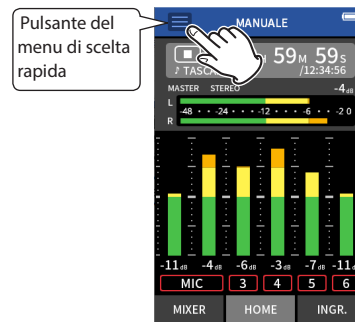 Pulsante del
menu di scelta
rapida
MANUALE
M 59M 59s
♪ TASCA /12:34:56
MASTER STEREO -4dB
L
-48 -24 -12 -6 -2 0
R
-11dB -4dB -6dB -3dB -7dB -11
MIC 3 4 5 6
MIXER HOME INGR.